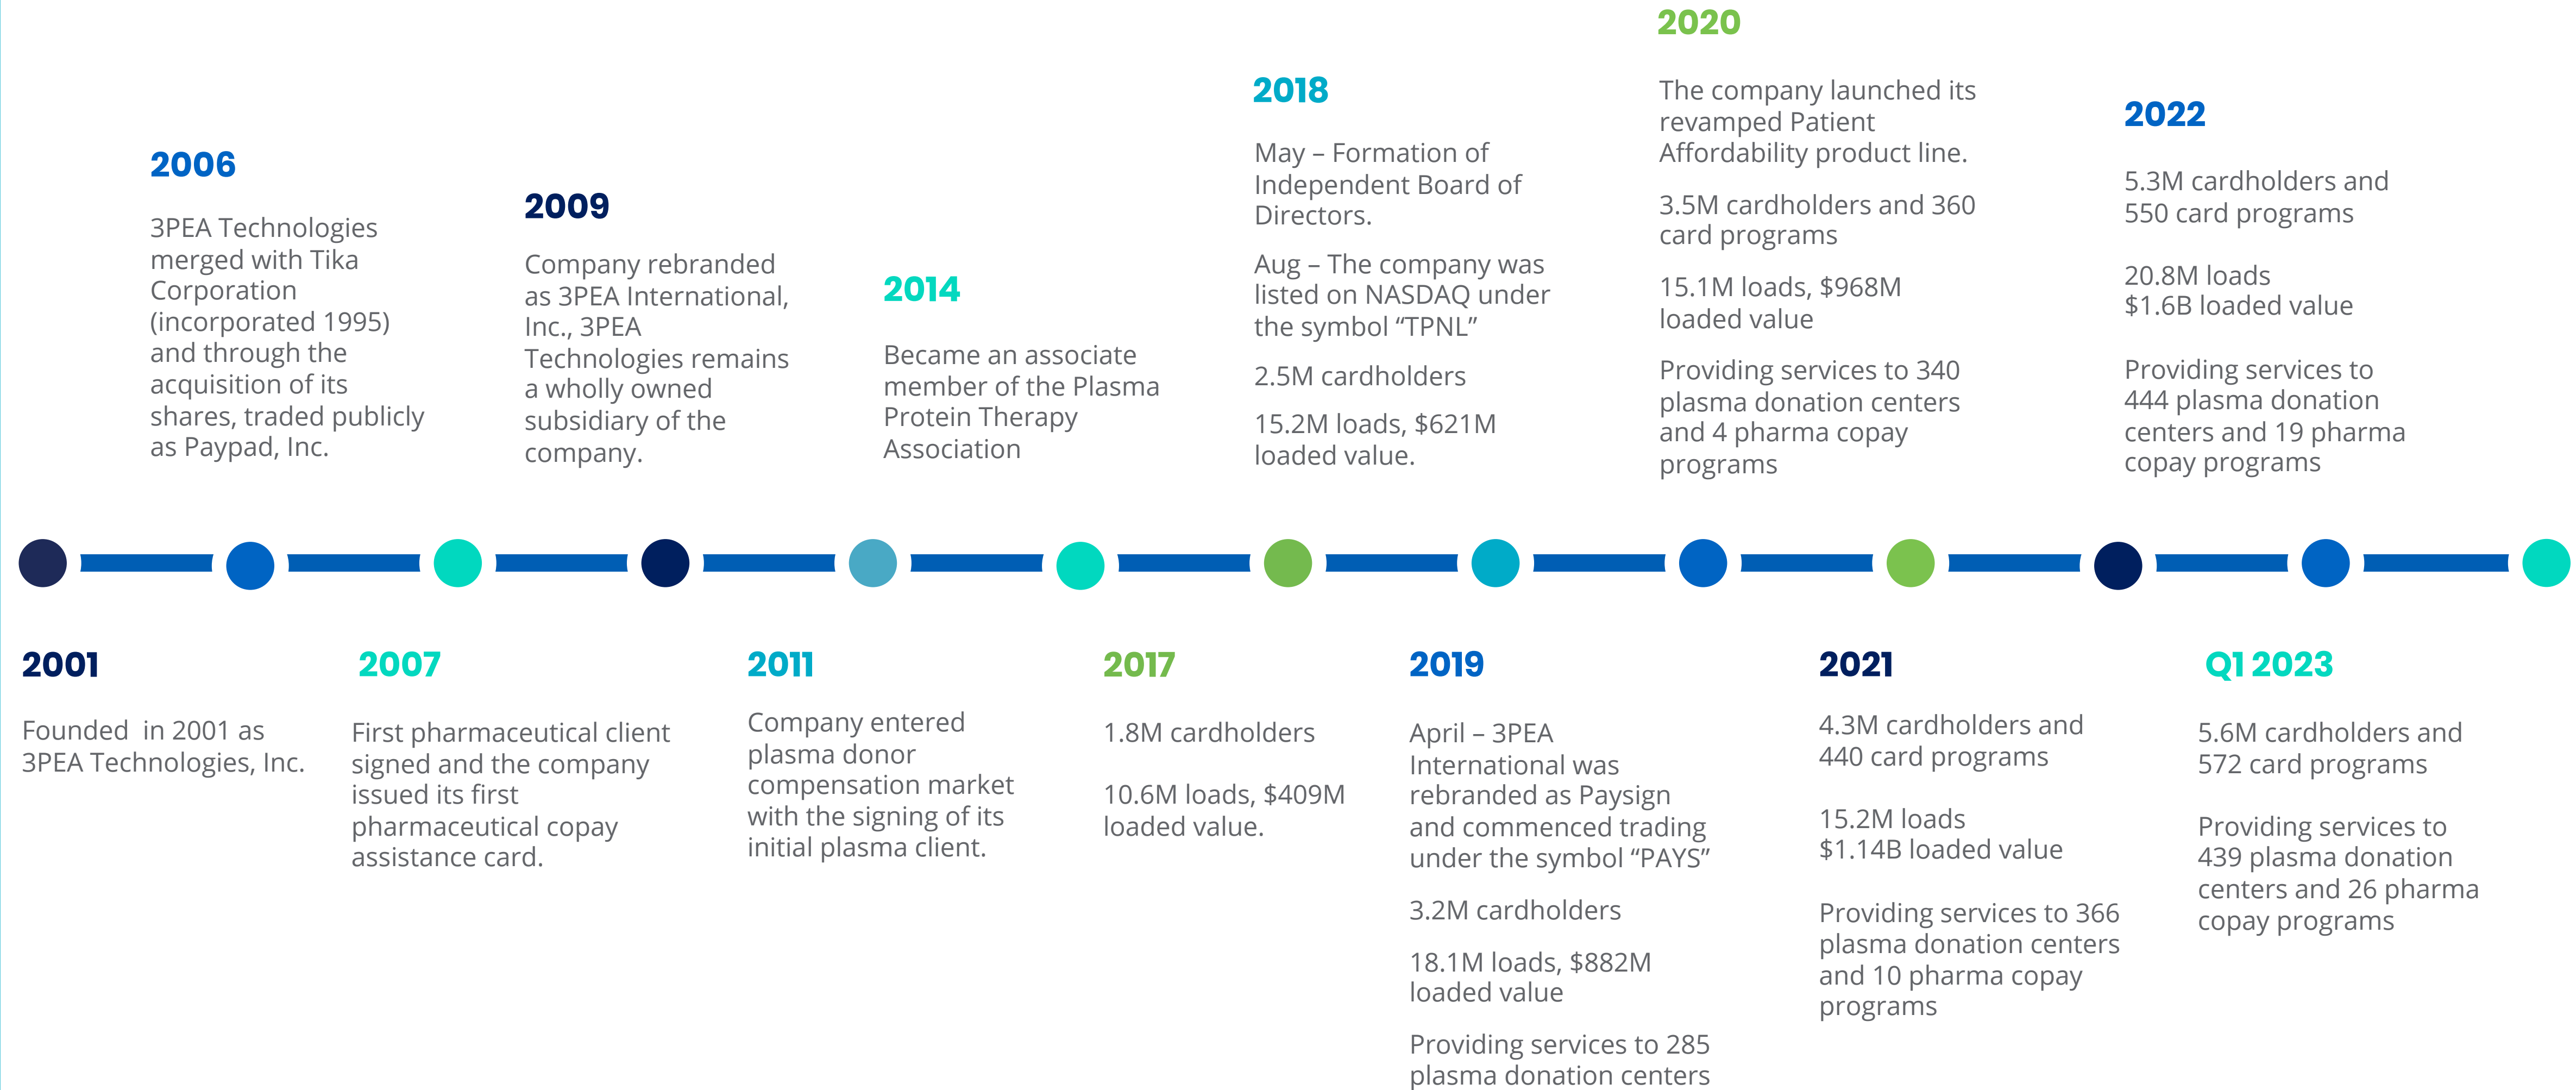 2001
Founded  in 2001 as
3PEA Technologies, Inc.
2006
3PEA Technologies
merged with Tika
Corporation
(incorporated 1995)
and through the
acquisition of its
shares, traded publicly
as Paypad, Inc.
2007
First pharmaceutical client
signed and the company
issued its first
pharmaceutical copay
assistance card.
2009
Company rebranded
as 3PEA International,
Inc., 3PEA
Technologies remains
a wholly owned
subsidiary of the
company.
2011
Company entered
plasma donor
compensation market
with the signing of its
initial plasma client.
2014
Became an associate
member of the Plasma
Protein Therapy
Association
2017
1.8M cardholders
10.6M loads, $409M
loaded value.
2018
May – Formation of
Independent Board of
Directors.
Aug – The company was
listed on NASDAQ under
the symbol “TPNL”
2.5M cardholders
15.2M loads, $621M
loaded value.
2019
April – 3PEA
International was
rebranded as Paysign
and commenced trading
under the symbol “PAYS”
3.2M cardholders
18.1M loads, $882M
loaded value
Providing services to 285
plasma donation centers
2020
The company launched its
revamped Patient
Affordability product line.
3.5M cardholders and 360
card programs
15.1M loads, $968M
loaded value
Providing services to 340
plasma donation centers
and 4 pharma copay
programs
2021
4.3M cardholders and
440 card programs
15.2M loads
$1.14B loaded value
Providing services to 366
plasma donation centers
and 10 pharma copay
programs
2022
5.3M cardholders and
550 card programs
20.8M loads
$1.6B loaded value
Providing services to
444 plasma donation
centers and 19 pharma
copay programs
Q1 2023
5.6M cardholders and
572 card programs
Providing services to
439 plasma donation
centers and 26 pharma
copay programs